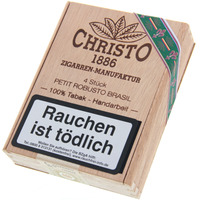 CHRISTO
1886
ZIGARREN-MANUFAKTUR
4 Stück
PETIT ROBUSTO BRASIL
100% Tabak - Handarbeit
Rauchen
ist tödlich